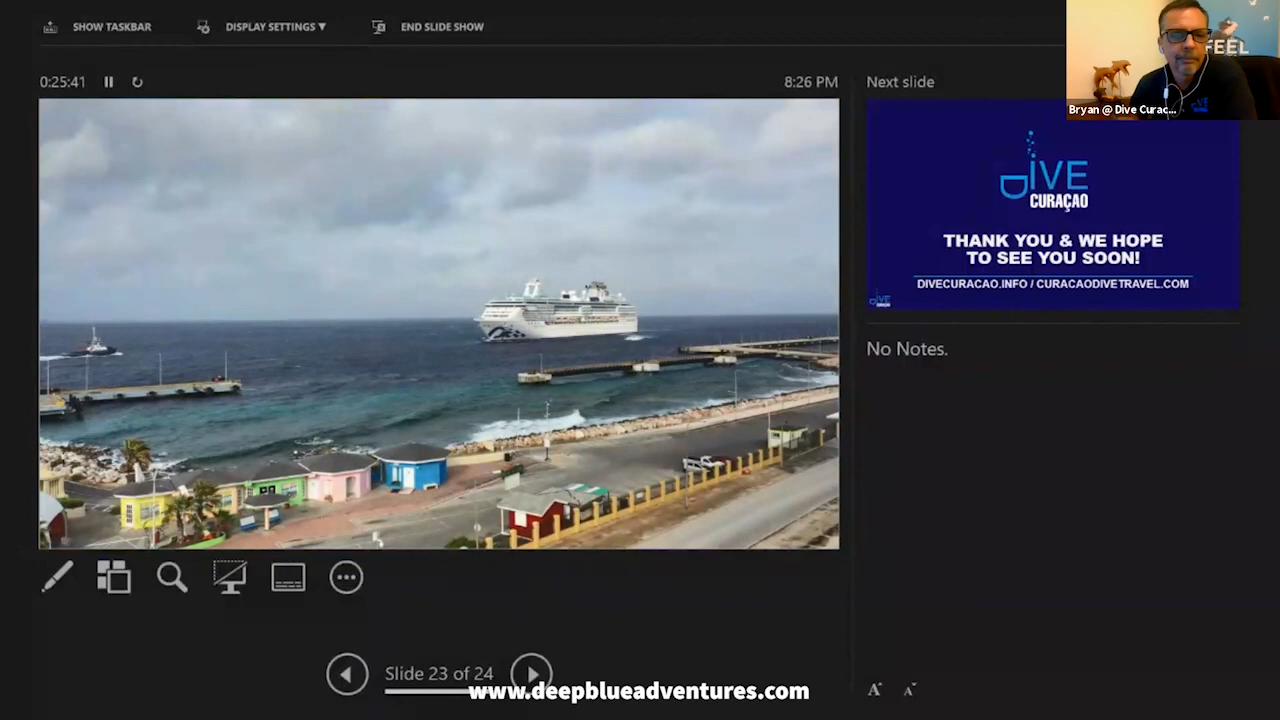 SHOW TASKBAR
DISPLAY SETTINGS ▼
END SLIDE SHOW
0:25:41
8:26 PM
Next slide
FEEL
Bryan @ Dive Curac...
DIVE
CURAÇAO
THANK YOU & WE HOPE
TO SEE YOU SOON!
DIVECURACAO.INFO / CURACAODIVETRAVEL.COM
No Notes.
Slide 23 of 24
www.deepblueadventures.com
A A